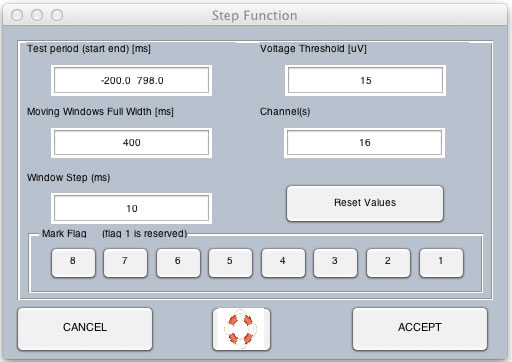 Step Function
Test period (start end) [ms]
Voltage Threshold [uV]
-200.0  798.0
15
Moving Windows Full Width [ms]
Channel(s)
400
16
Window Step (ms)
10
Reset Values
Mark Flag    (flag 1 is reserved)
8 7 6 5 4 3 2 1
CANCEL
ACCEPT